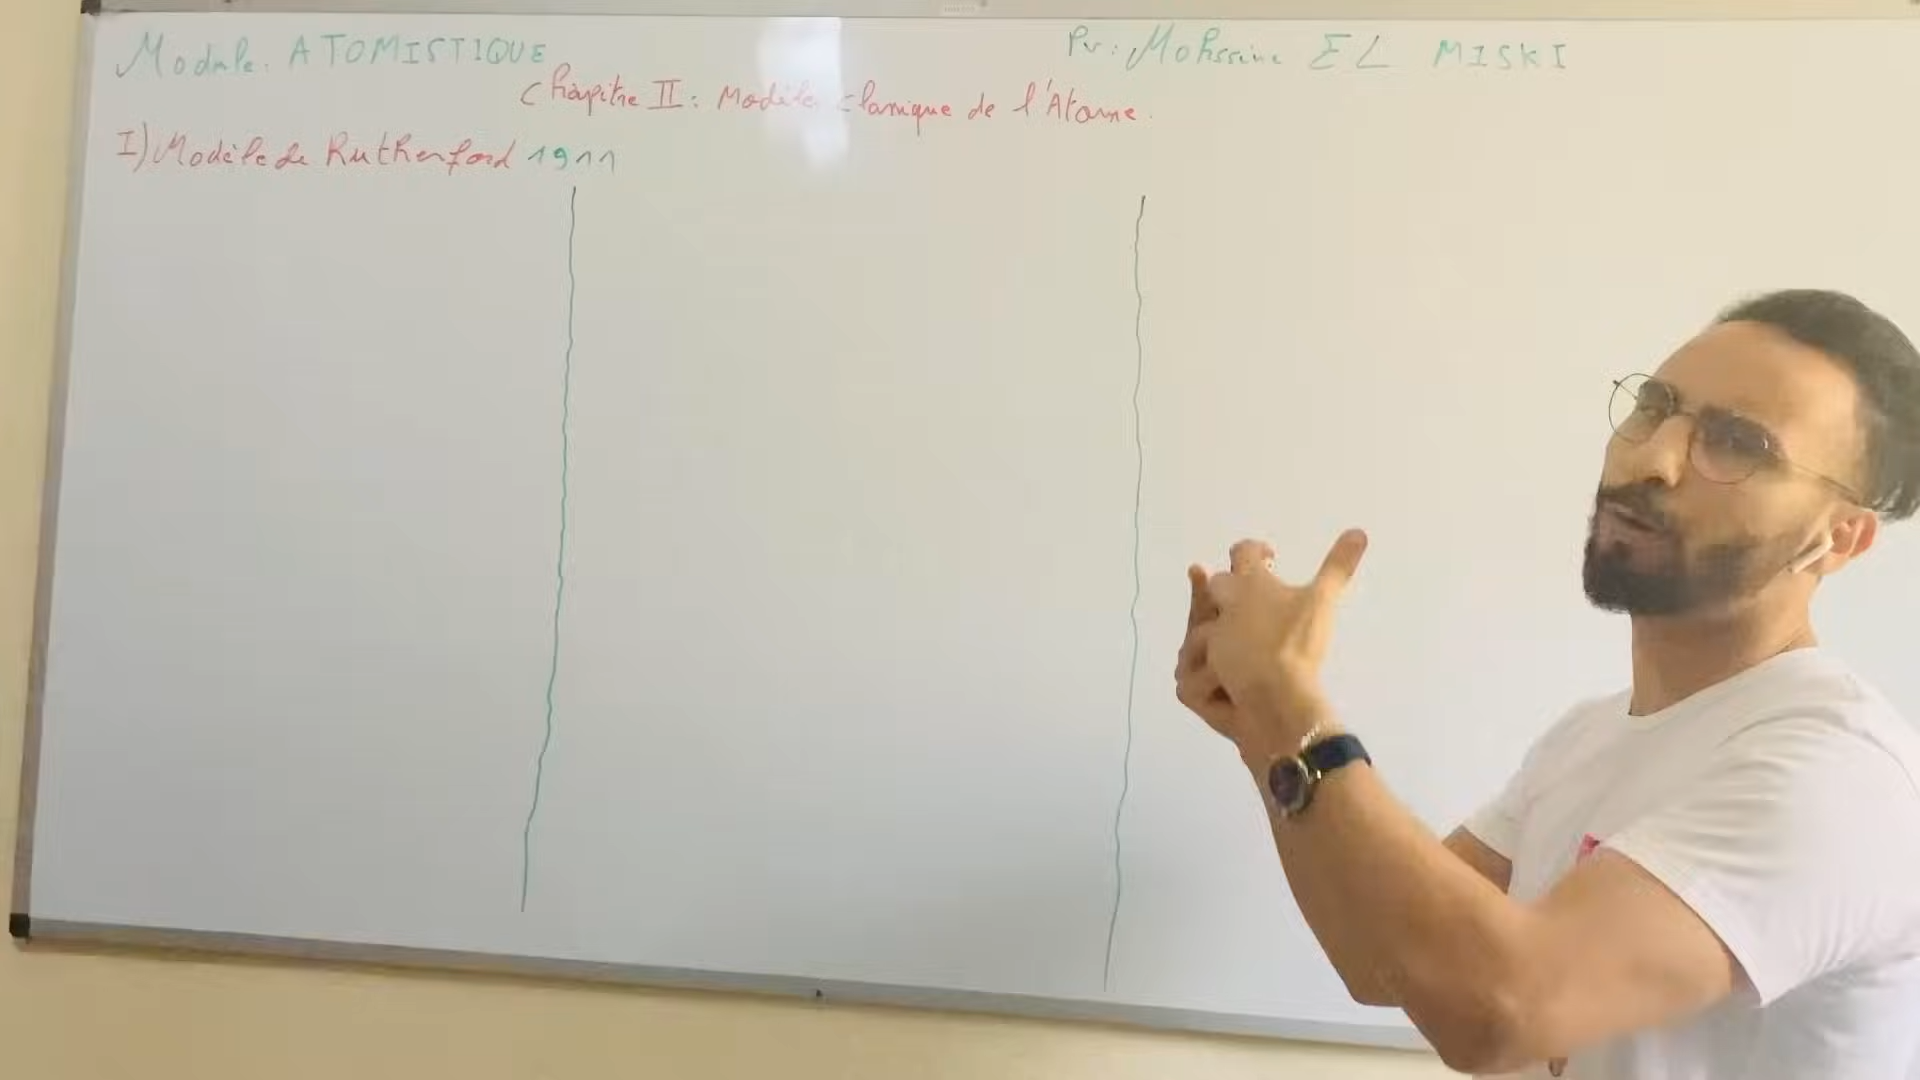 Module. ATOMISTIQUE
Pr: Mohssine EL MISKI
Chapitre II: Modèle classique de l'Atome.
I) Modèle de Rutherford 1911